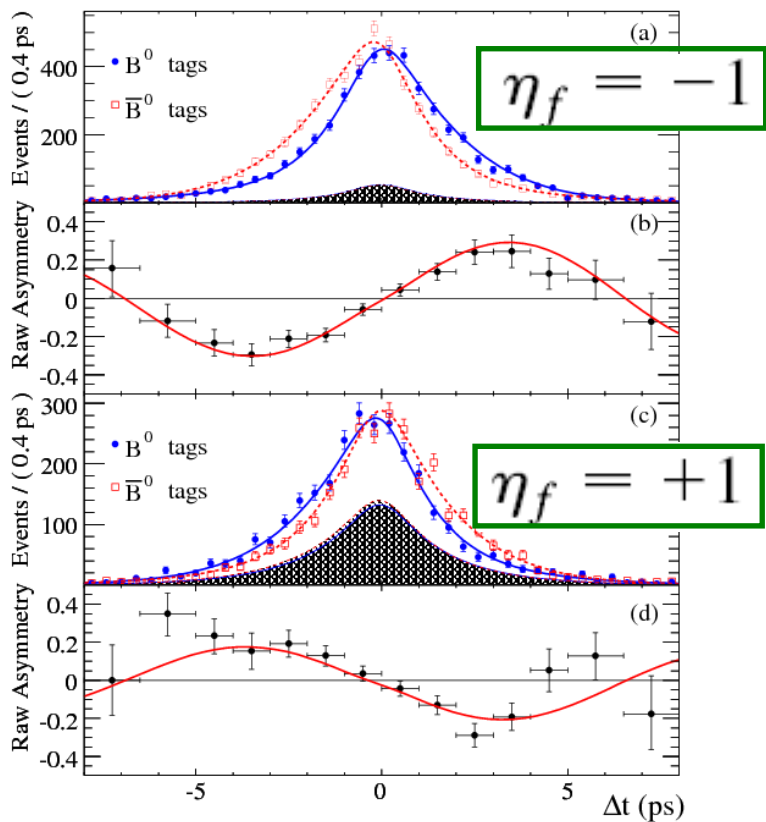 (a)
Events / ( 0.4 ps )
400
200
B⁰ tags
B̅⁰ tags
η_f = −1
(b)
Raw Asymmetry
0.4
0.2
0
-0.2
-0.4
(c)
Events / ( 0.4 ps )
300
200
100
B⁰ tags
B̅⁰ tags
η_f = +1
(d)
Raw Asymmetry
0.4
0.2
0
-0.2
-0.4
-5 0 5
Δt (ps)